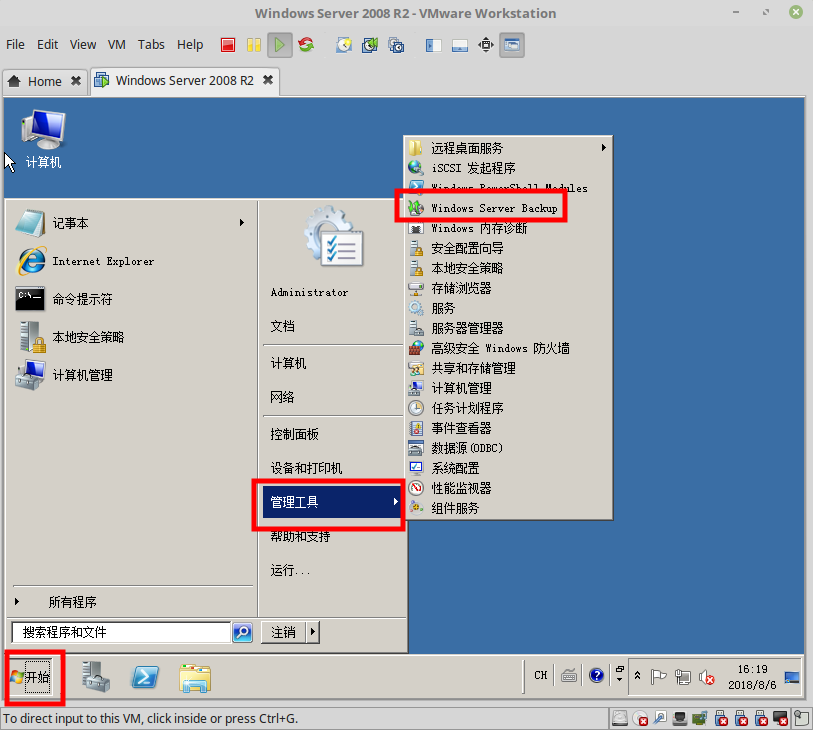 Windows Server 2008 R2 - VMware Workstation
File Edit View VM Tabs Help
Home
Windows Server 2008 R2
计算机
记事本
Internet Explorer
命令提示符
本地安全策略
计算机管理
所有程序
搜索程序和文件
Administrator
文档
计算机
网络
控制面板
设备和打印机
管理工具
帮助和支持
运行...
注销
远程桌面服务
iSCSI 发起程序
Windows PowerShell Modules
Windows Server Backup
Windows 内存诊断
安全配置向导
本地安全策略
存储浏览器
服务
服务器管理器
高级安全 Windows 防火墙
共享和存储管理
计算机管理
任务计划程序
事件查看器
数据源(ODBC)
系统配置
性能监视器
组件服务
开始
CH
16:19
2018/8/6
To direct input to this VM, click inside or press Ctrl+G.